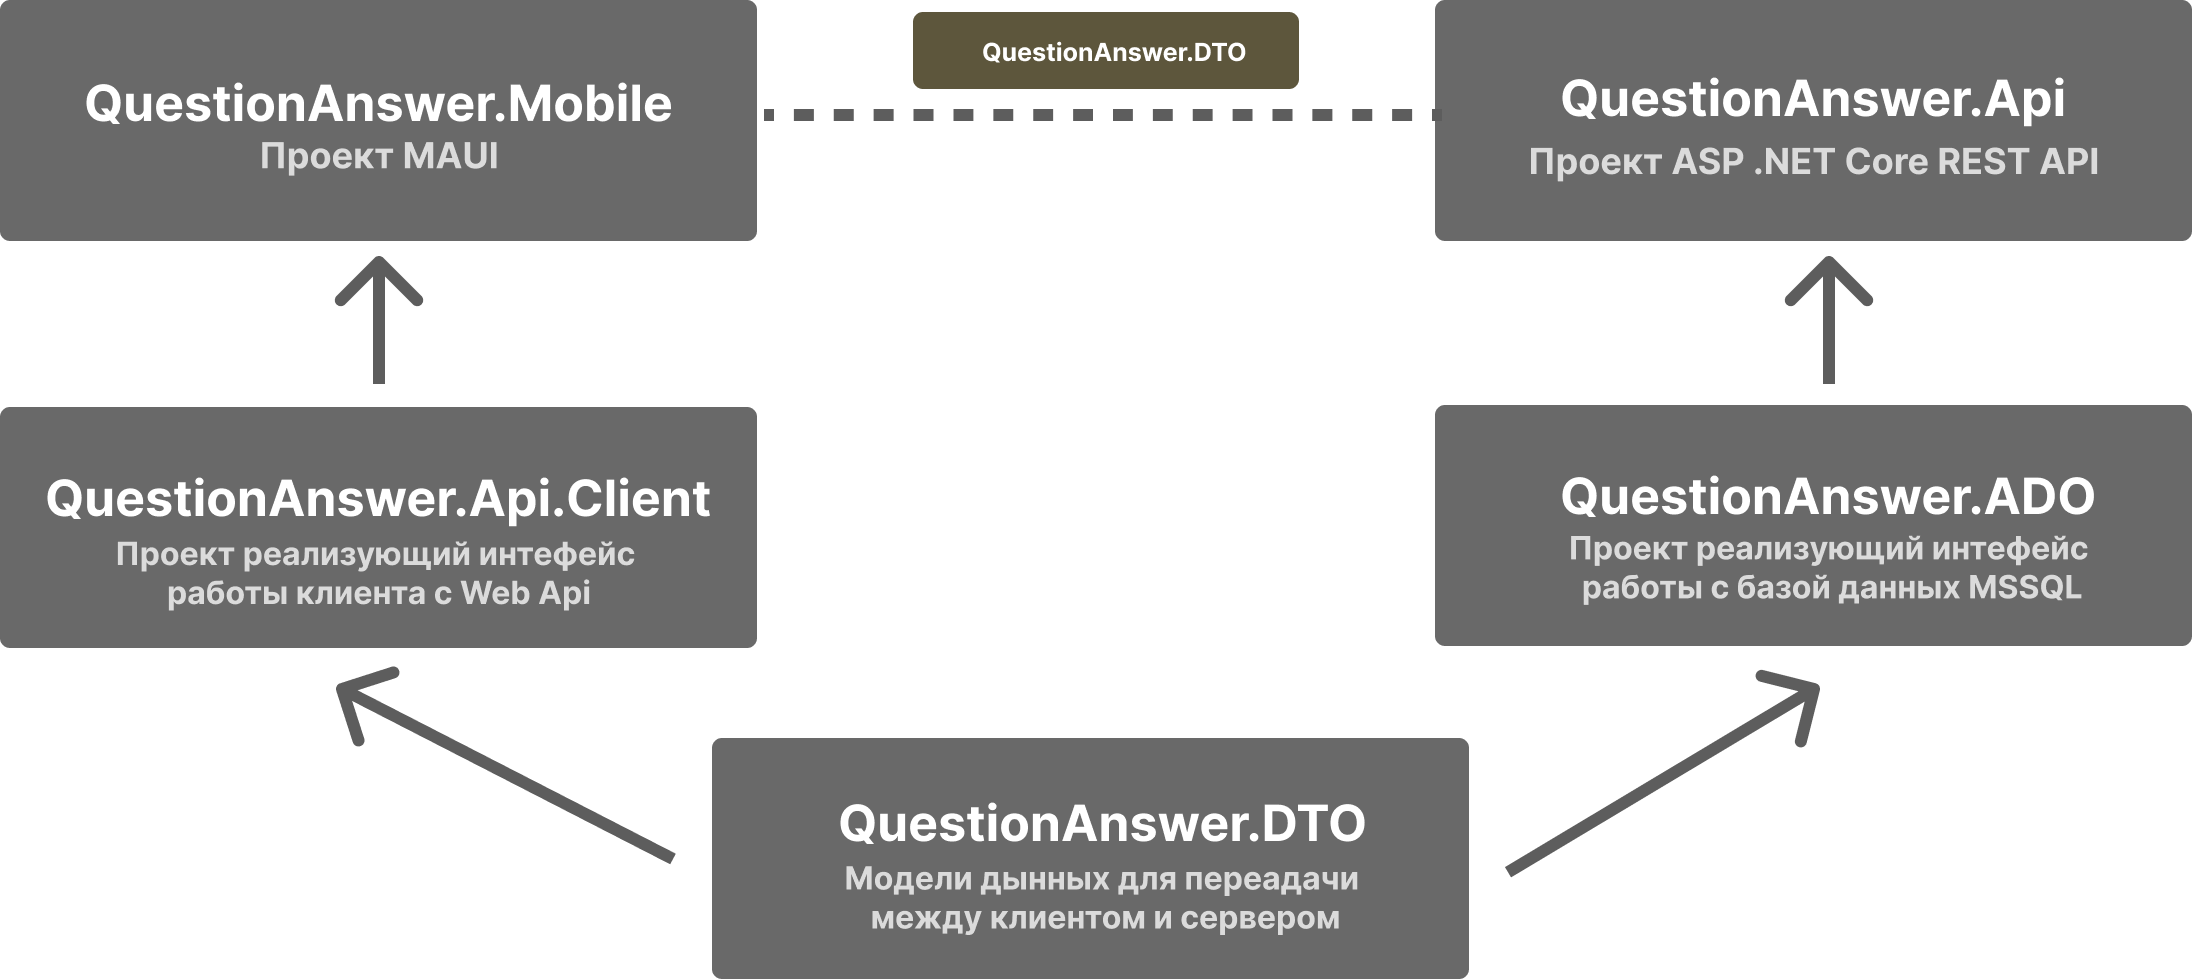 QuestionAnswer.DTO
QuestionAnswer.Mobile
Проект MAUI
QuestionAnswer.Api
Проект ASP .NET Core REST API
QuestionAnswer.Api.Client
Проект реализующий интефейс
работы клиента с Web Api
QuestionAnswer.ADO
Проект реализующий интефейс
работы с базой данных MSSQL
QuestionAnswer.DTO
Модели дынных для переадачи
между клиентом и сервером